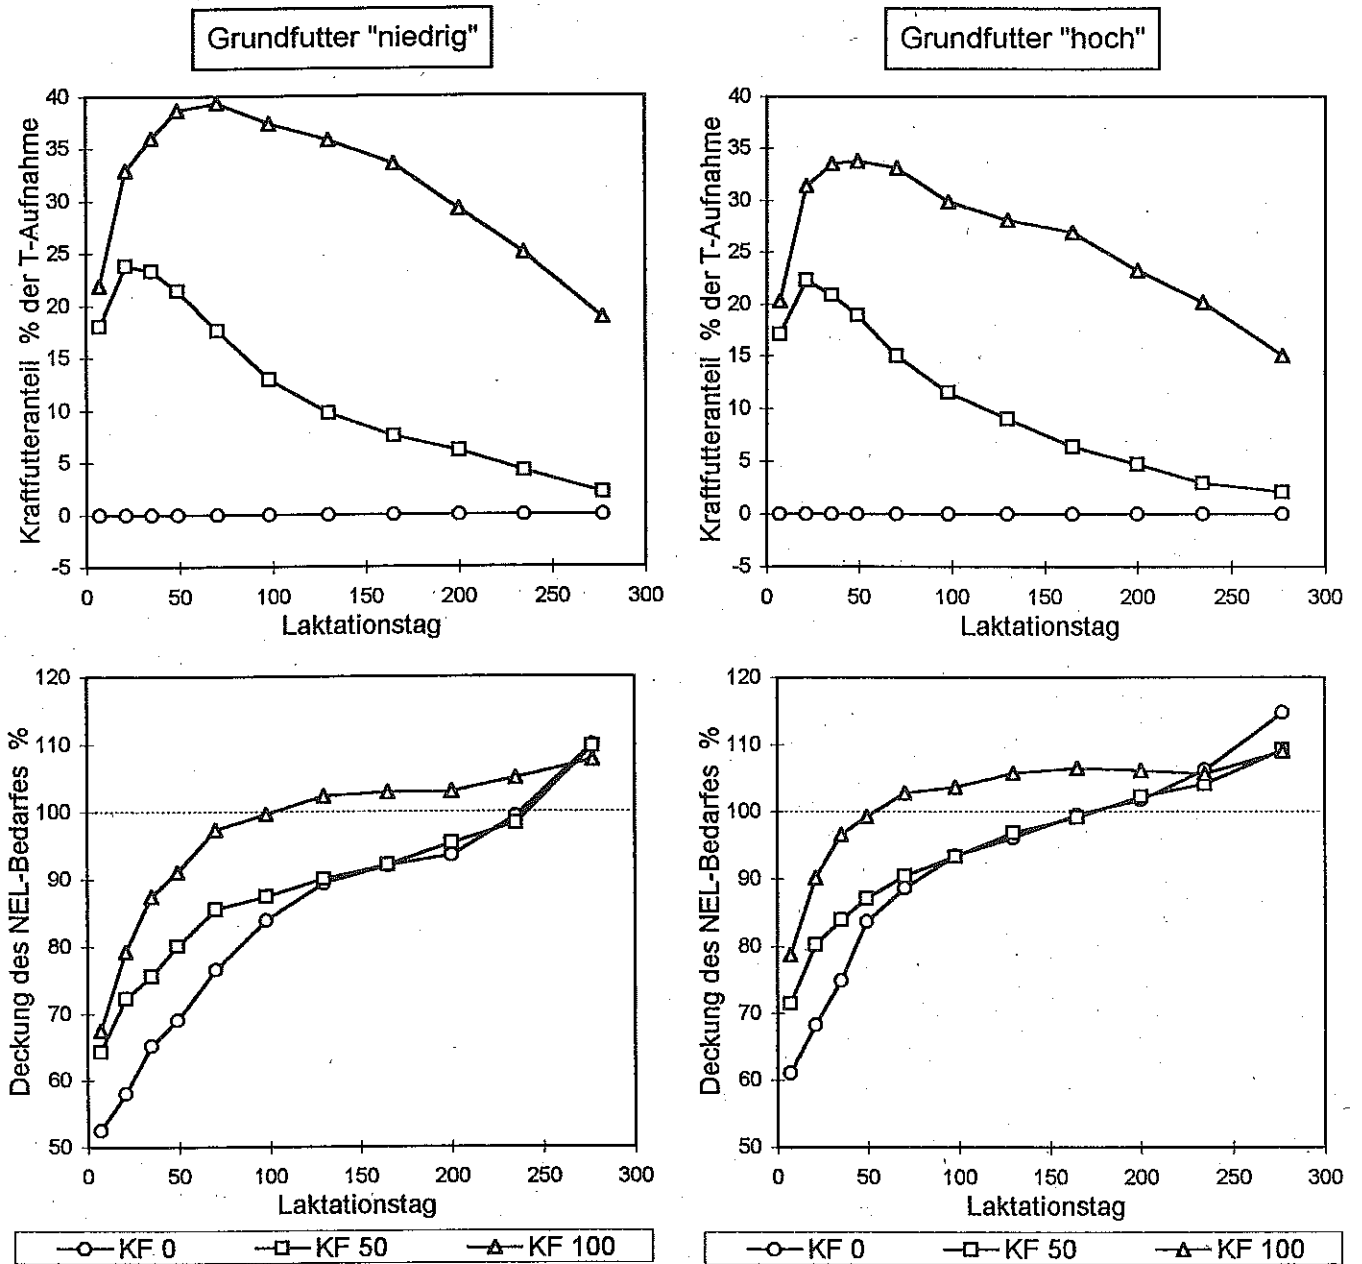 Grundfutter "niedrig"
Kraftfutteranteil % der T-Aufnahme
40
35
30
25
20
15
10
5
0
-5
0 50 100 150 200 250 300
Laktationstag
Grundfutter "hoch"
Kraftfutteranteil % der T-Aufnahme
40
35
30
25
20
15
10
5
0
-5
0 50 100 150 200 250 300
Laktationstag
Deckung des NEL-Bedarfes %
120
110
100
90
80
70
60
50
0 50 100 150 200 250 300
Laktationstag
KF 0 KF 50 KF 100
Deckung des NEL-Bedarfes %
120
110
100
90
80
70
60
50
0 50 100 150 200 250 300
Laktationstag
KF 0 KF 50 KF 100